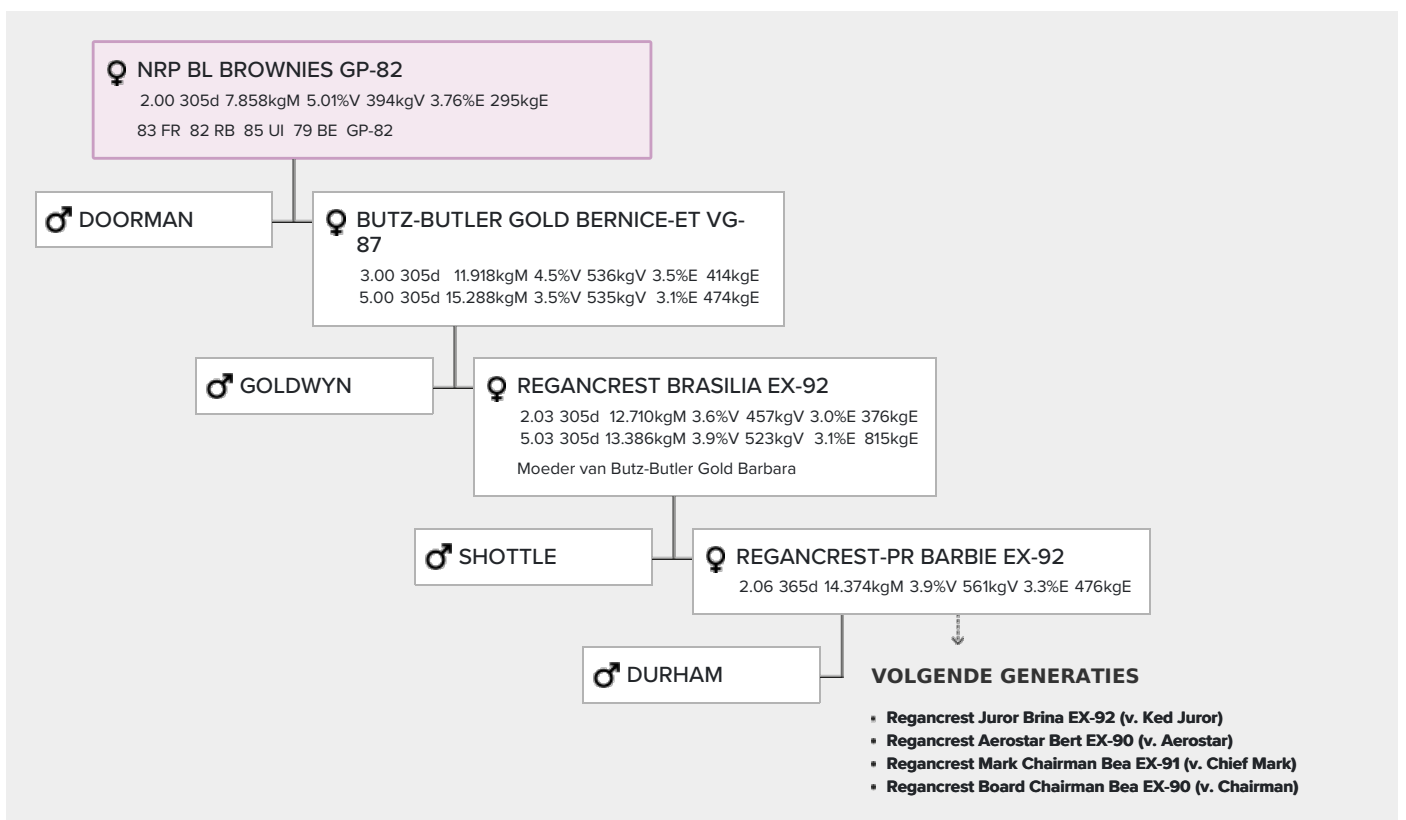 NRP BL BROWNIES GP-82
2.00 305d 7.858kgM 5.01%V 394kgV 3.76%E 295kgE
83 FR 82 RB 85 UI 79 BE GP-82
DOORMAN
BUTZ-BUTLER GOLD BERNICE-ET VG-
87
3.00 305d 11.918kgM 4.5%V 536kgV 3.5%E 414kgE
5.00 305d 15.288kgM 3.5%V 535kgV 3.1%E 474kgE
GOLDWYN
REGANCREST BRASILIA EX-92
2.03 305d 12.710kgM 3.6%V 457kgV 3.0%E 376kgE
5.03 305d 13.386kgM 3.9%V 523kgV 3.1%E 815kgE
Moeder van Butz-Butler Gold Barbara
SHOTTLE
REGANCREST-PR BARBIE EX-92
2.06 365d 14.374kgM 3.9%V 561kgV 3.3%E 476kgE
DURHAM
VOLGENDE GENERATIES
• Regancrest Juror Brina EX-92 (v. Ked Juror)
• Regancrest Aerostar Bert EX-90 (v. Aerostar)
• Regancrest Mark Chairman Bea EX-91 (v. Chief Mark)
• Regancrest Board Chairman Bea EX-90 (v. Chairman)